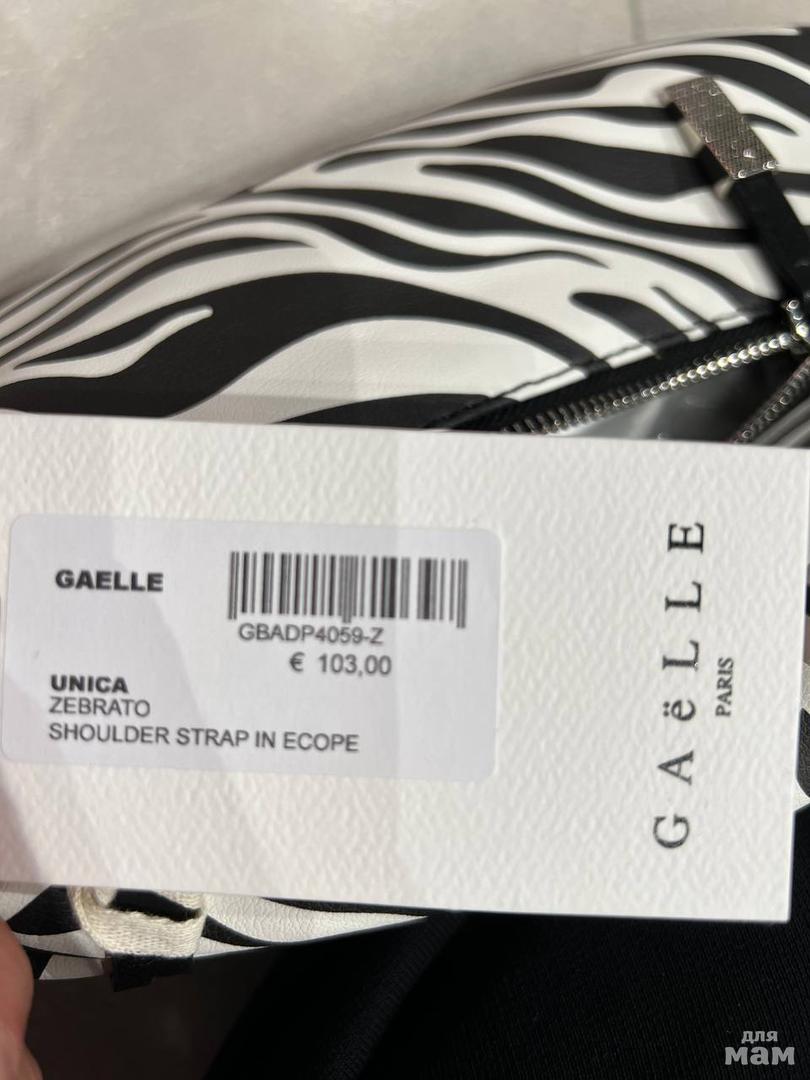 GAELLE
GBADP4059-Z
€ 103,00
UNICA
ZEBRATO
SHOULDER STRAP IN ECOPE
GAëLLE
PARIS
для
мам